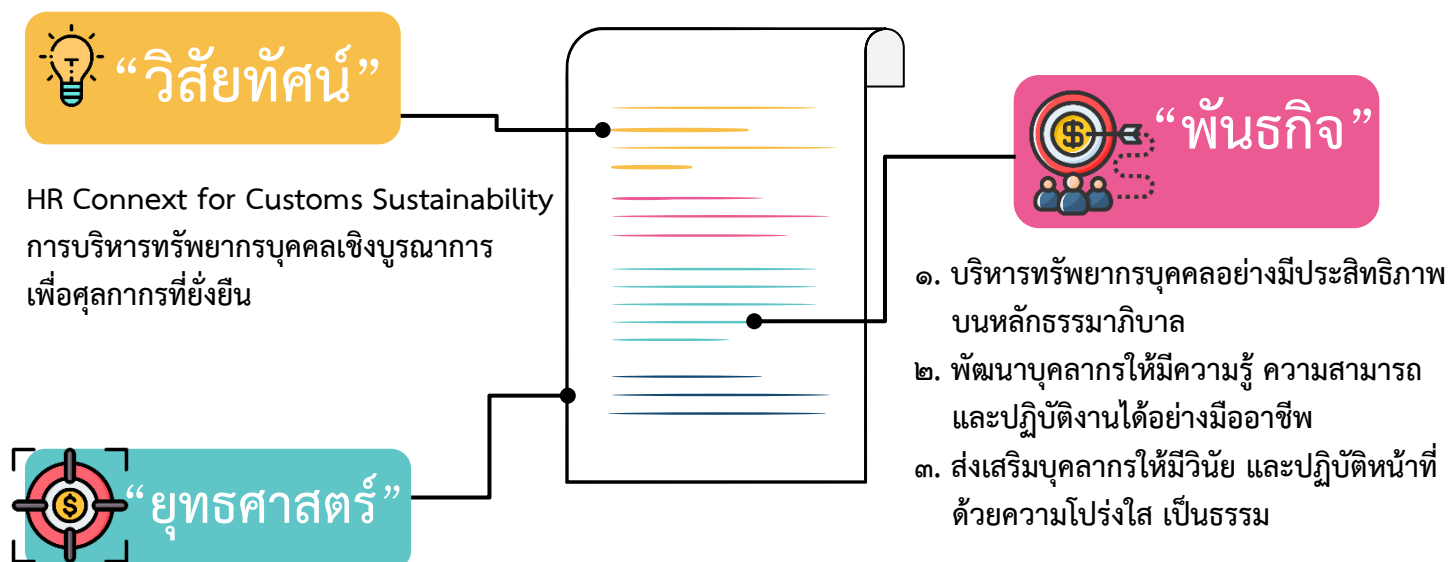 “วิสัยทัศน์”
HR Connext for Customs Sustainability
การบริหารทรัพยากรบุคคลเชิงบูรณาการ
เพื่อศุลกากรที่ยั่งยืน
“พันธกิจ”
๑. บริหารทรัพยากรบุคคลอย่างมีประสิทธิภาพ
บนหลักธรรมาภิบาล
๒. พัฒนาบุคลากรให้มีความรู้ ความสามารถ
และปฏิบัติงานได้อย่างมืออาชีพ
๓. ส่งเสริมบุคลากรให้มีวินัย และปฏิบัติหน้าที่
ด้วยความโปร่งใส เป็นธรรม
“ยุทธศาสตร์”